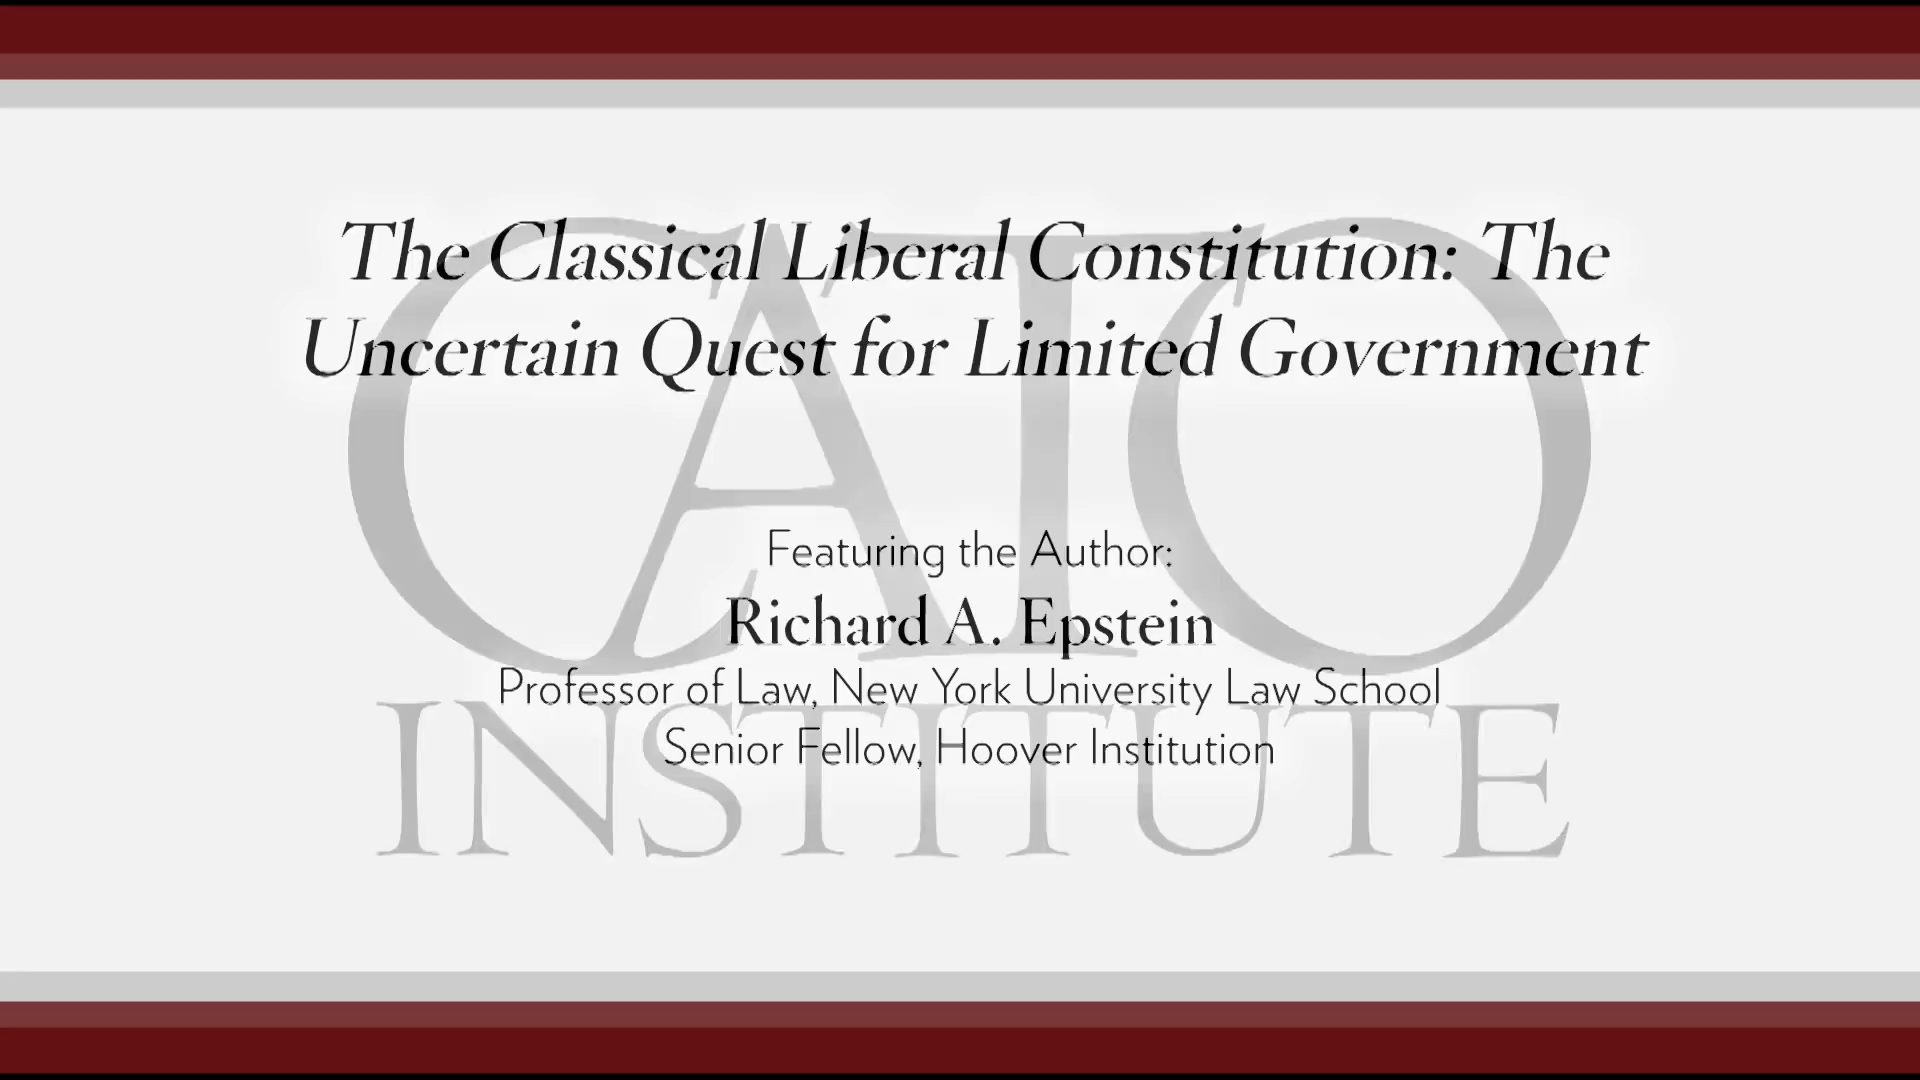 The Classical Liberal Constitution: The
Uncertain Quest for Limited Government
CATO
INSTITUTE
Featuring the Author:
Richard A. Epstein
Professor of Law, New York University Law School
Senior Fellow, Hoover Institution